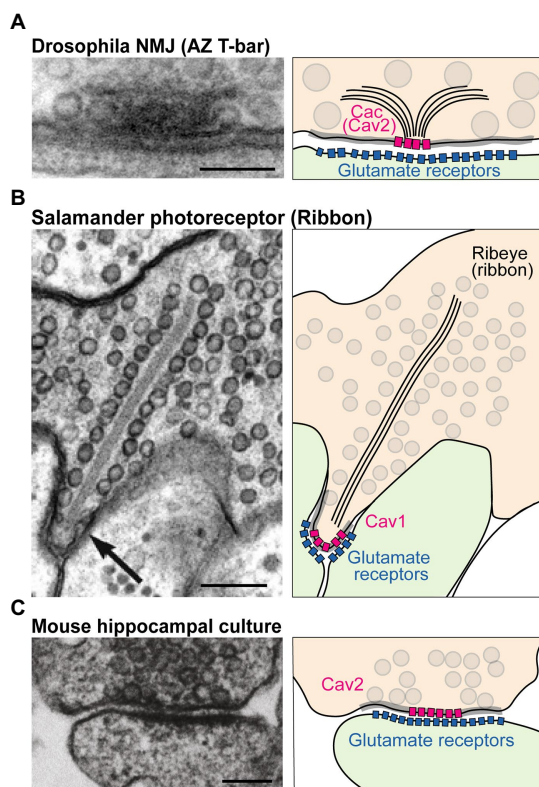 A
Drosophila NMJ (AZ T-bar)
Cac
(Cav2)
Glutamate receptors
B
Salamander photoreceptor (Ribbon)
Ribeye
(ribbon)
Cav1
Glutamate
receptors
C
Mouse hippocampal culture
Cav2
Glutamate receptors